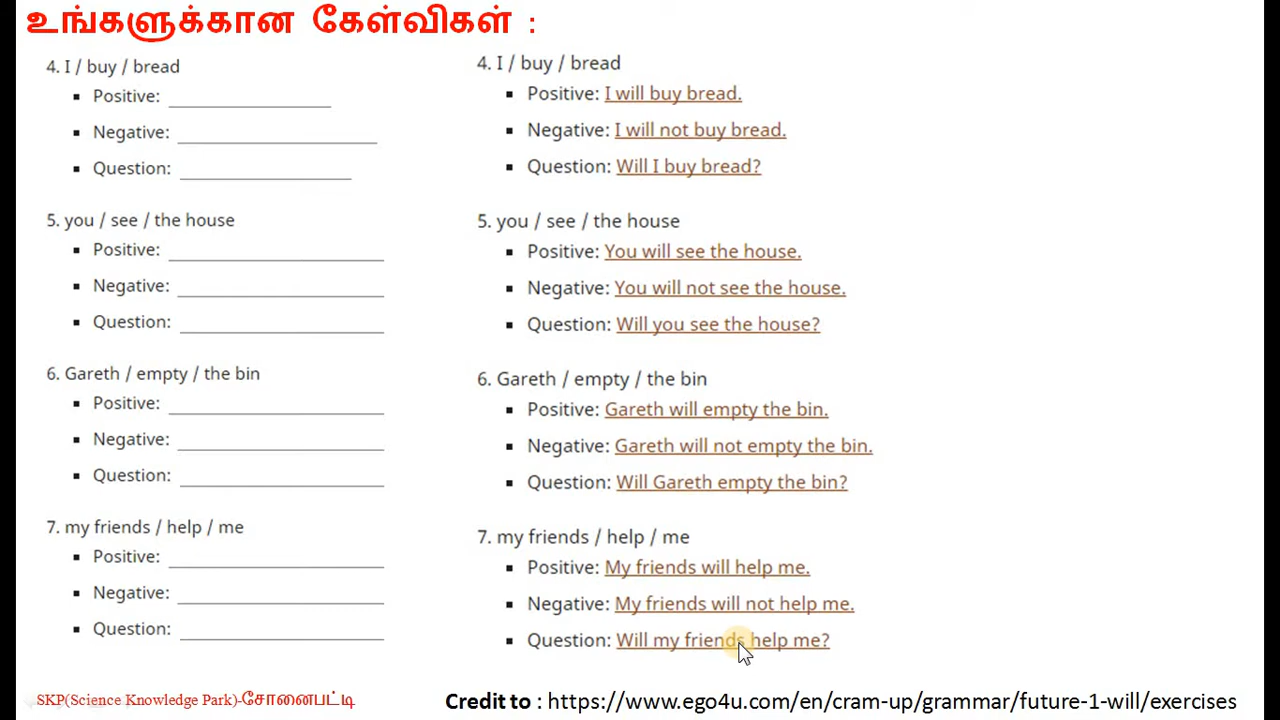 உங்களுக்கான கேள்விகள் :
4. I / buy / bread
Positive:
Negative:
Question:
5. you / see / the house
Positive:
Negative:
Question:
6. Gareth / empty / the bin
Positive:
Negative:
Question:
7. my friends / help / me
Positive:
Negative:
Question:
4. I / buy / bread
Positive: I will buy bread.
Negative: I will not buy bread.
Question: Will I buy bread?
5. you / see / the house
Positive: You will see the house.
Negative: You will not see the house.
Question: Will you see the house?
6. Gareth / empty / the bin
Positive: Gareth will empty the bin.
Negative: Gareth will not empty the bin.
Question: Will Gareth empty the bin?
7. my friends / help / me
Positive: My friends will help me.
Negative: My friends will not help me.
Question: Will my friends help me?
SKP(Science Knowledge Park)-சோனைபட்டி
Credit to : https://www.ego4u.com/en/cram-up/grammar/future-1-will/exercises